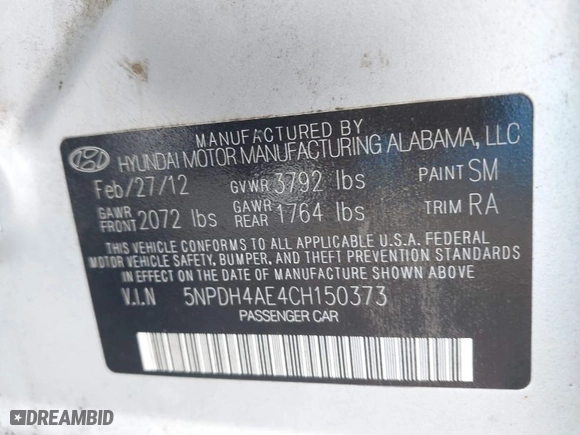 MANUFACTURED BY
HYUNDAI MOTOR MANUFACTURING ALABAMA, LLC
Feb/27/12 GVWR 3792 lbs PAINT SM
GAWR FRONT 2072 lbs GAWR REAR 1764 lbs TRIM RA
THIS VEHICLE CONFORMS TO ALL APPLICABLE U.S.A. FEDERAL
MOTOR VEHICLE SAFETY, BUMPER, AND THEFT PREVENTION STANDARDS
IN EFFECT ON THE DATE OF MANUFACTURE SHOWN ABOVE
V.I.N 5NPDH4AE4CH150373
PASSENGER CAR
DREAMBID